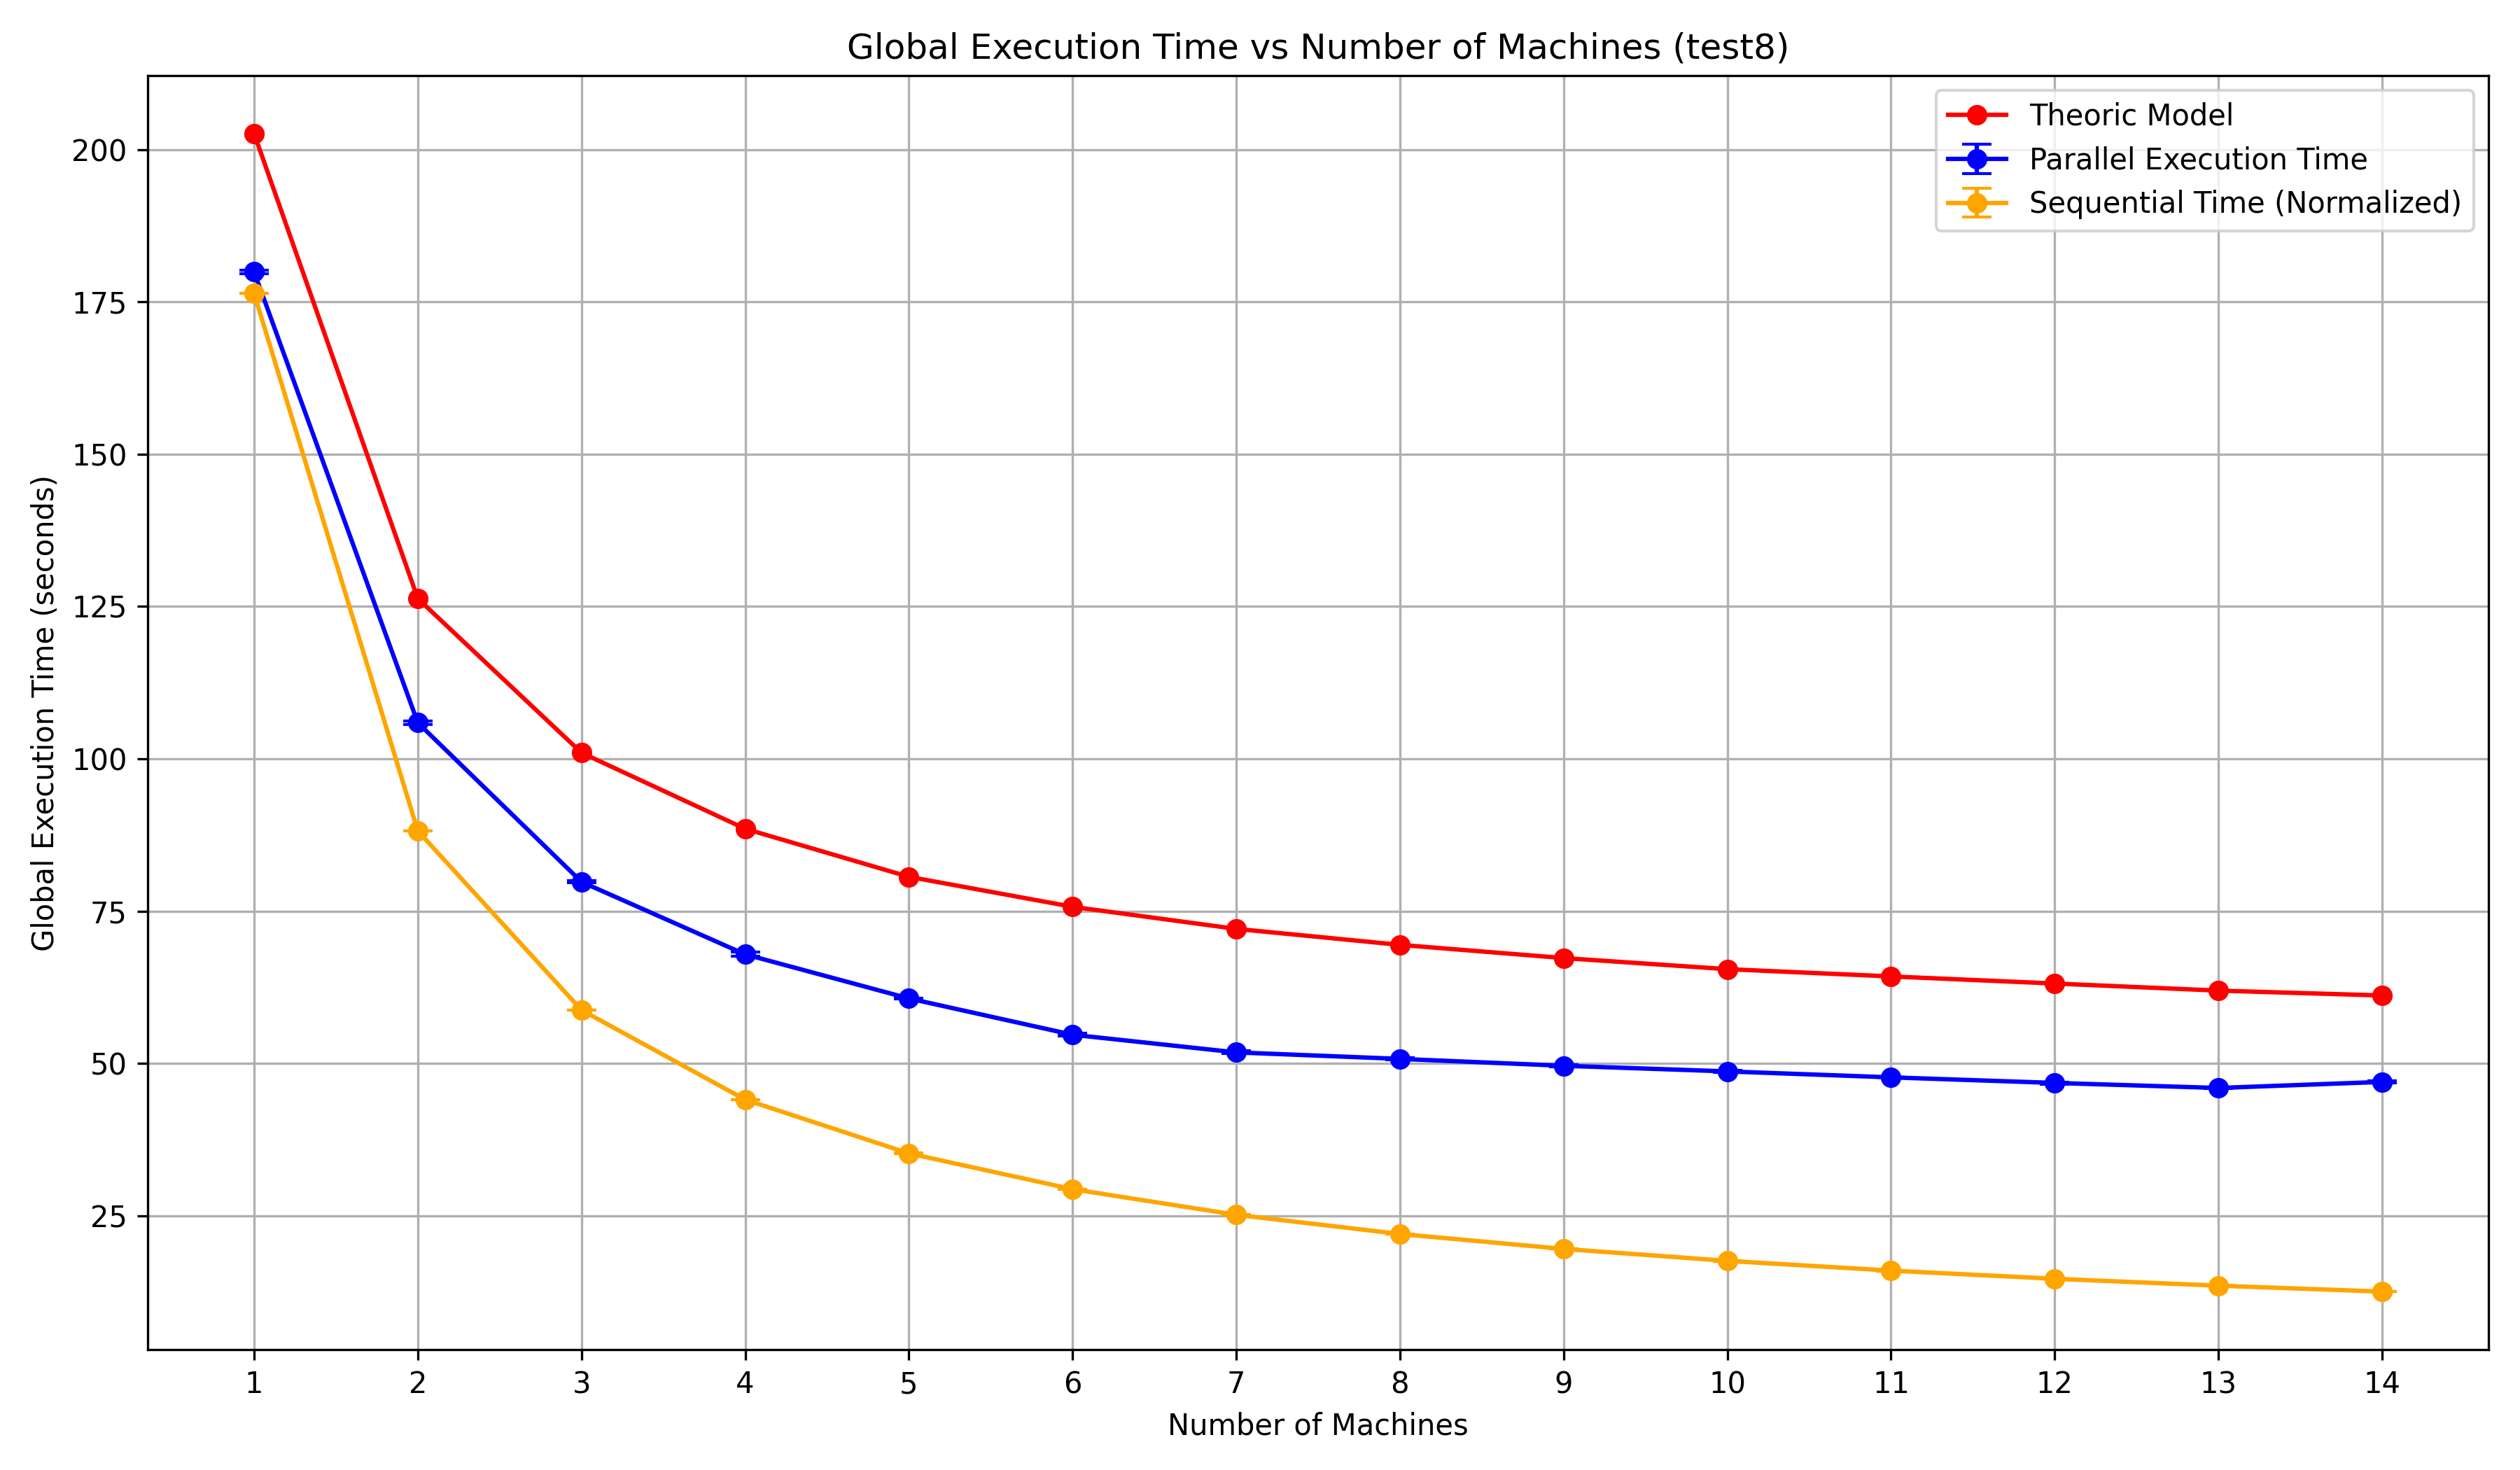 Global Execution Time vs Number of Machines (test8)
Theoric Model
Parallel Execution Time
Sequential Time (Normalized)
Global Execution Time (seconds)
200
175
150
125
100
75
50
25
1 2 3 4 5 6 7 8 9 10 11 12 13 14
Number of Machines